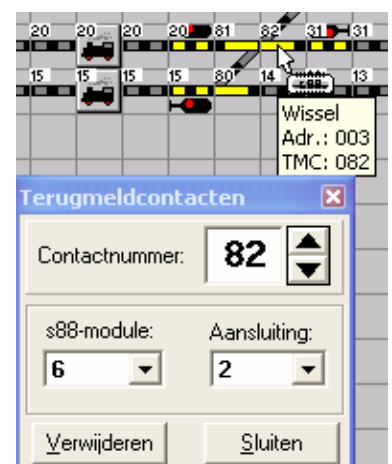 20 20 20 20 81 82 31 31
15 15 15 15 80 14 s88 13
Wissel
Adr.: 003
TMC: 082
Terugmeldcontacten
Contactnummer: 82
s88-module: Aansluiting:
6 2
Verwijderen Sluiten